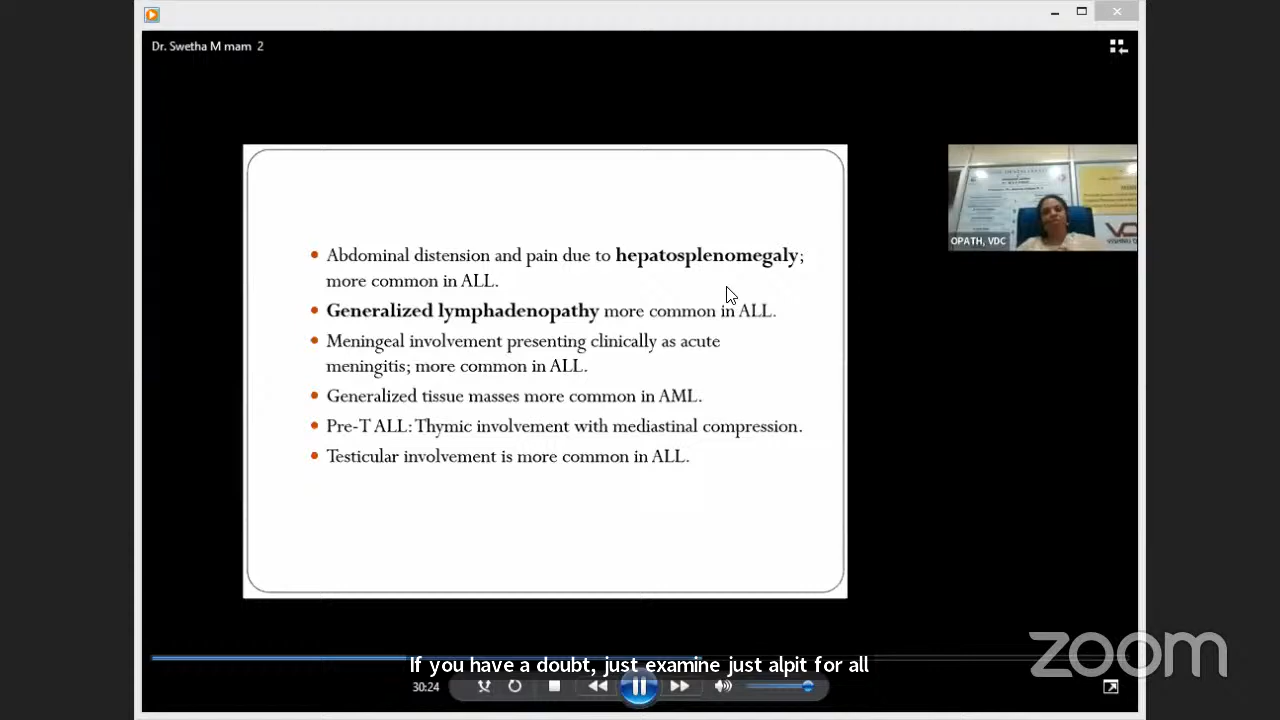 Dr. Swetha M mam 2
• Abdominal distension and pain due to hepatosplenomegaly;
more common in ALL.
• Generalized lymphadenopathy more common in ALL.
• Meningeal involvement presenting clinically as acute
meningitis; more common in ALL.
• Generalized tissue masses more common in AML.
• Pre-T ALL: Thymic involvement with mediastinal compression.
• Testicular involvement is more common in ALL.
OPATH, VDC
zoom
If you have a doubt, just examine just alpit for all
30:24